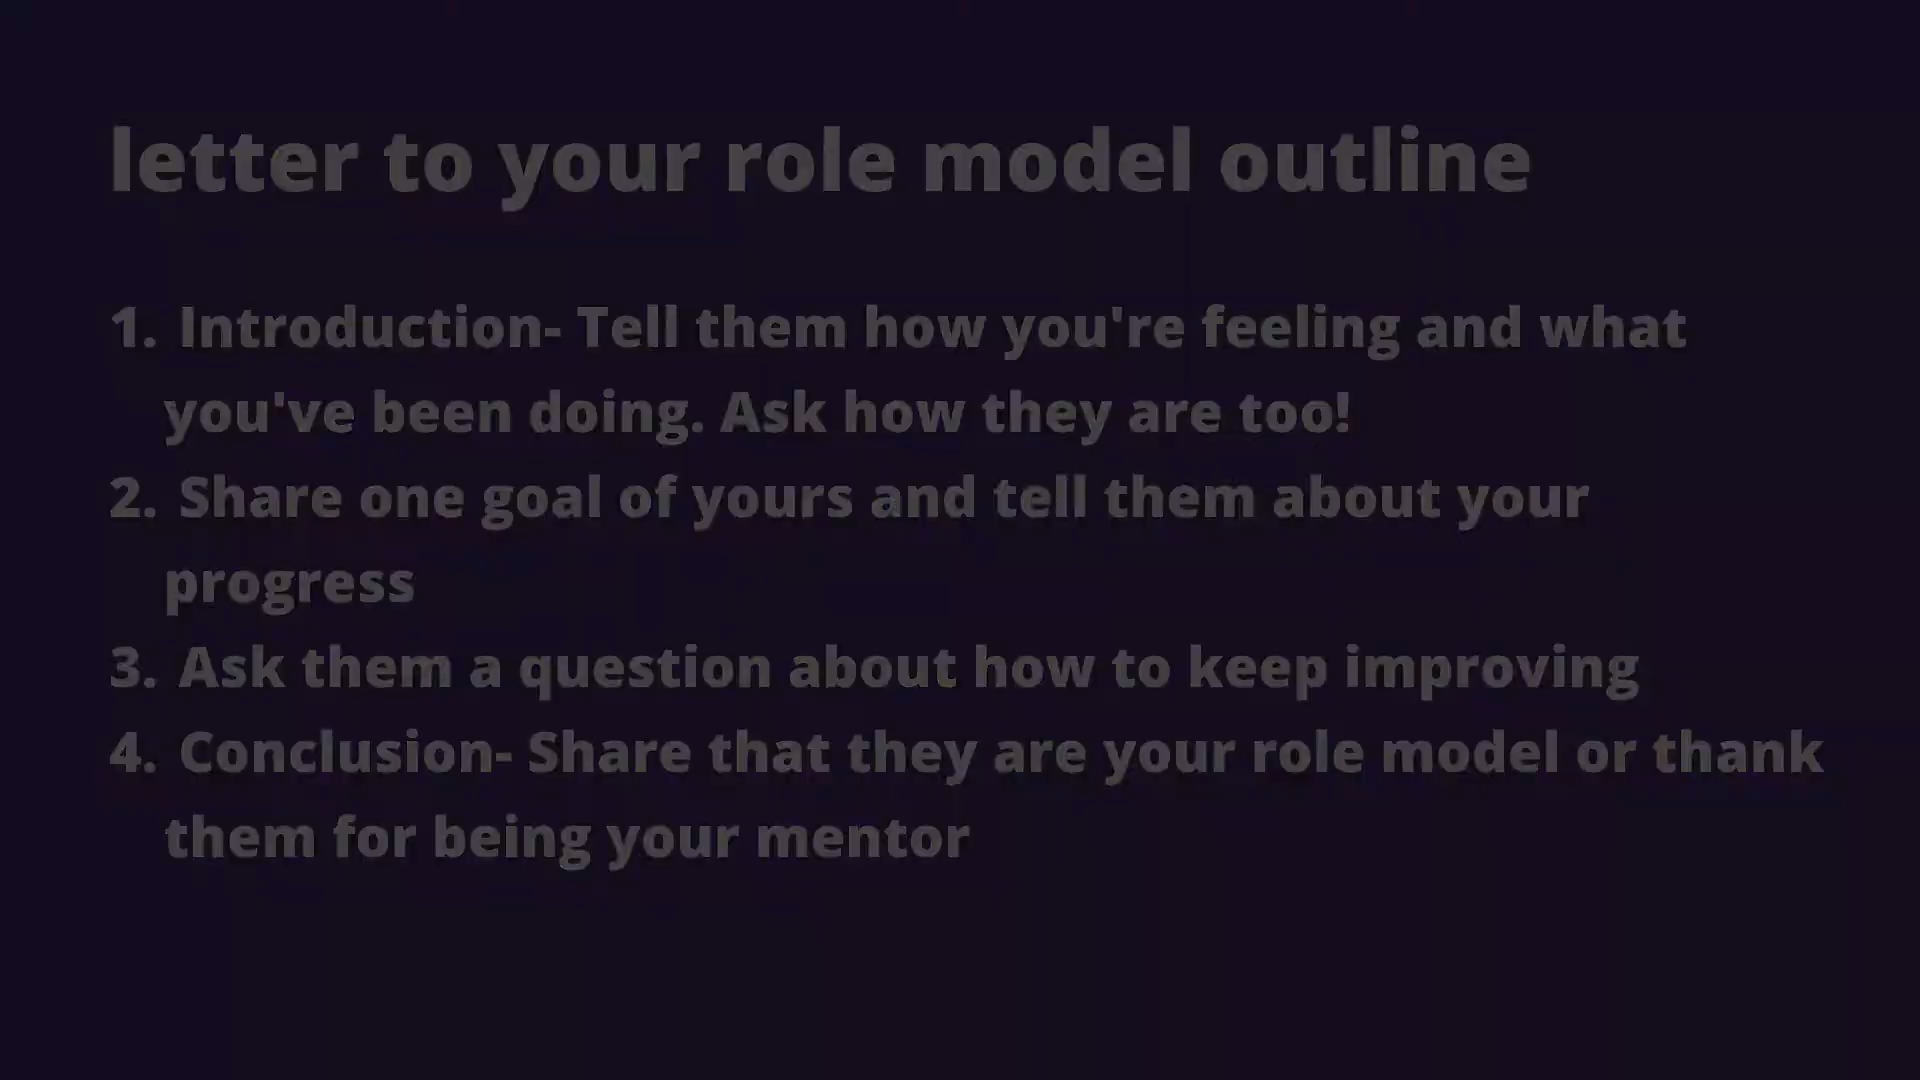 letter to your role model outline
1. Introduction- Tell them how you're feeling and what
you've been doing. Ask how they are too!
2. Share one goal of yours and tell them about your
progress
3. Ask them a question about how to keep improving
4. Conclusion- Share that they are your role model or thank
them for being your mentor